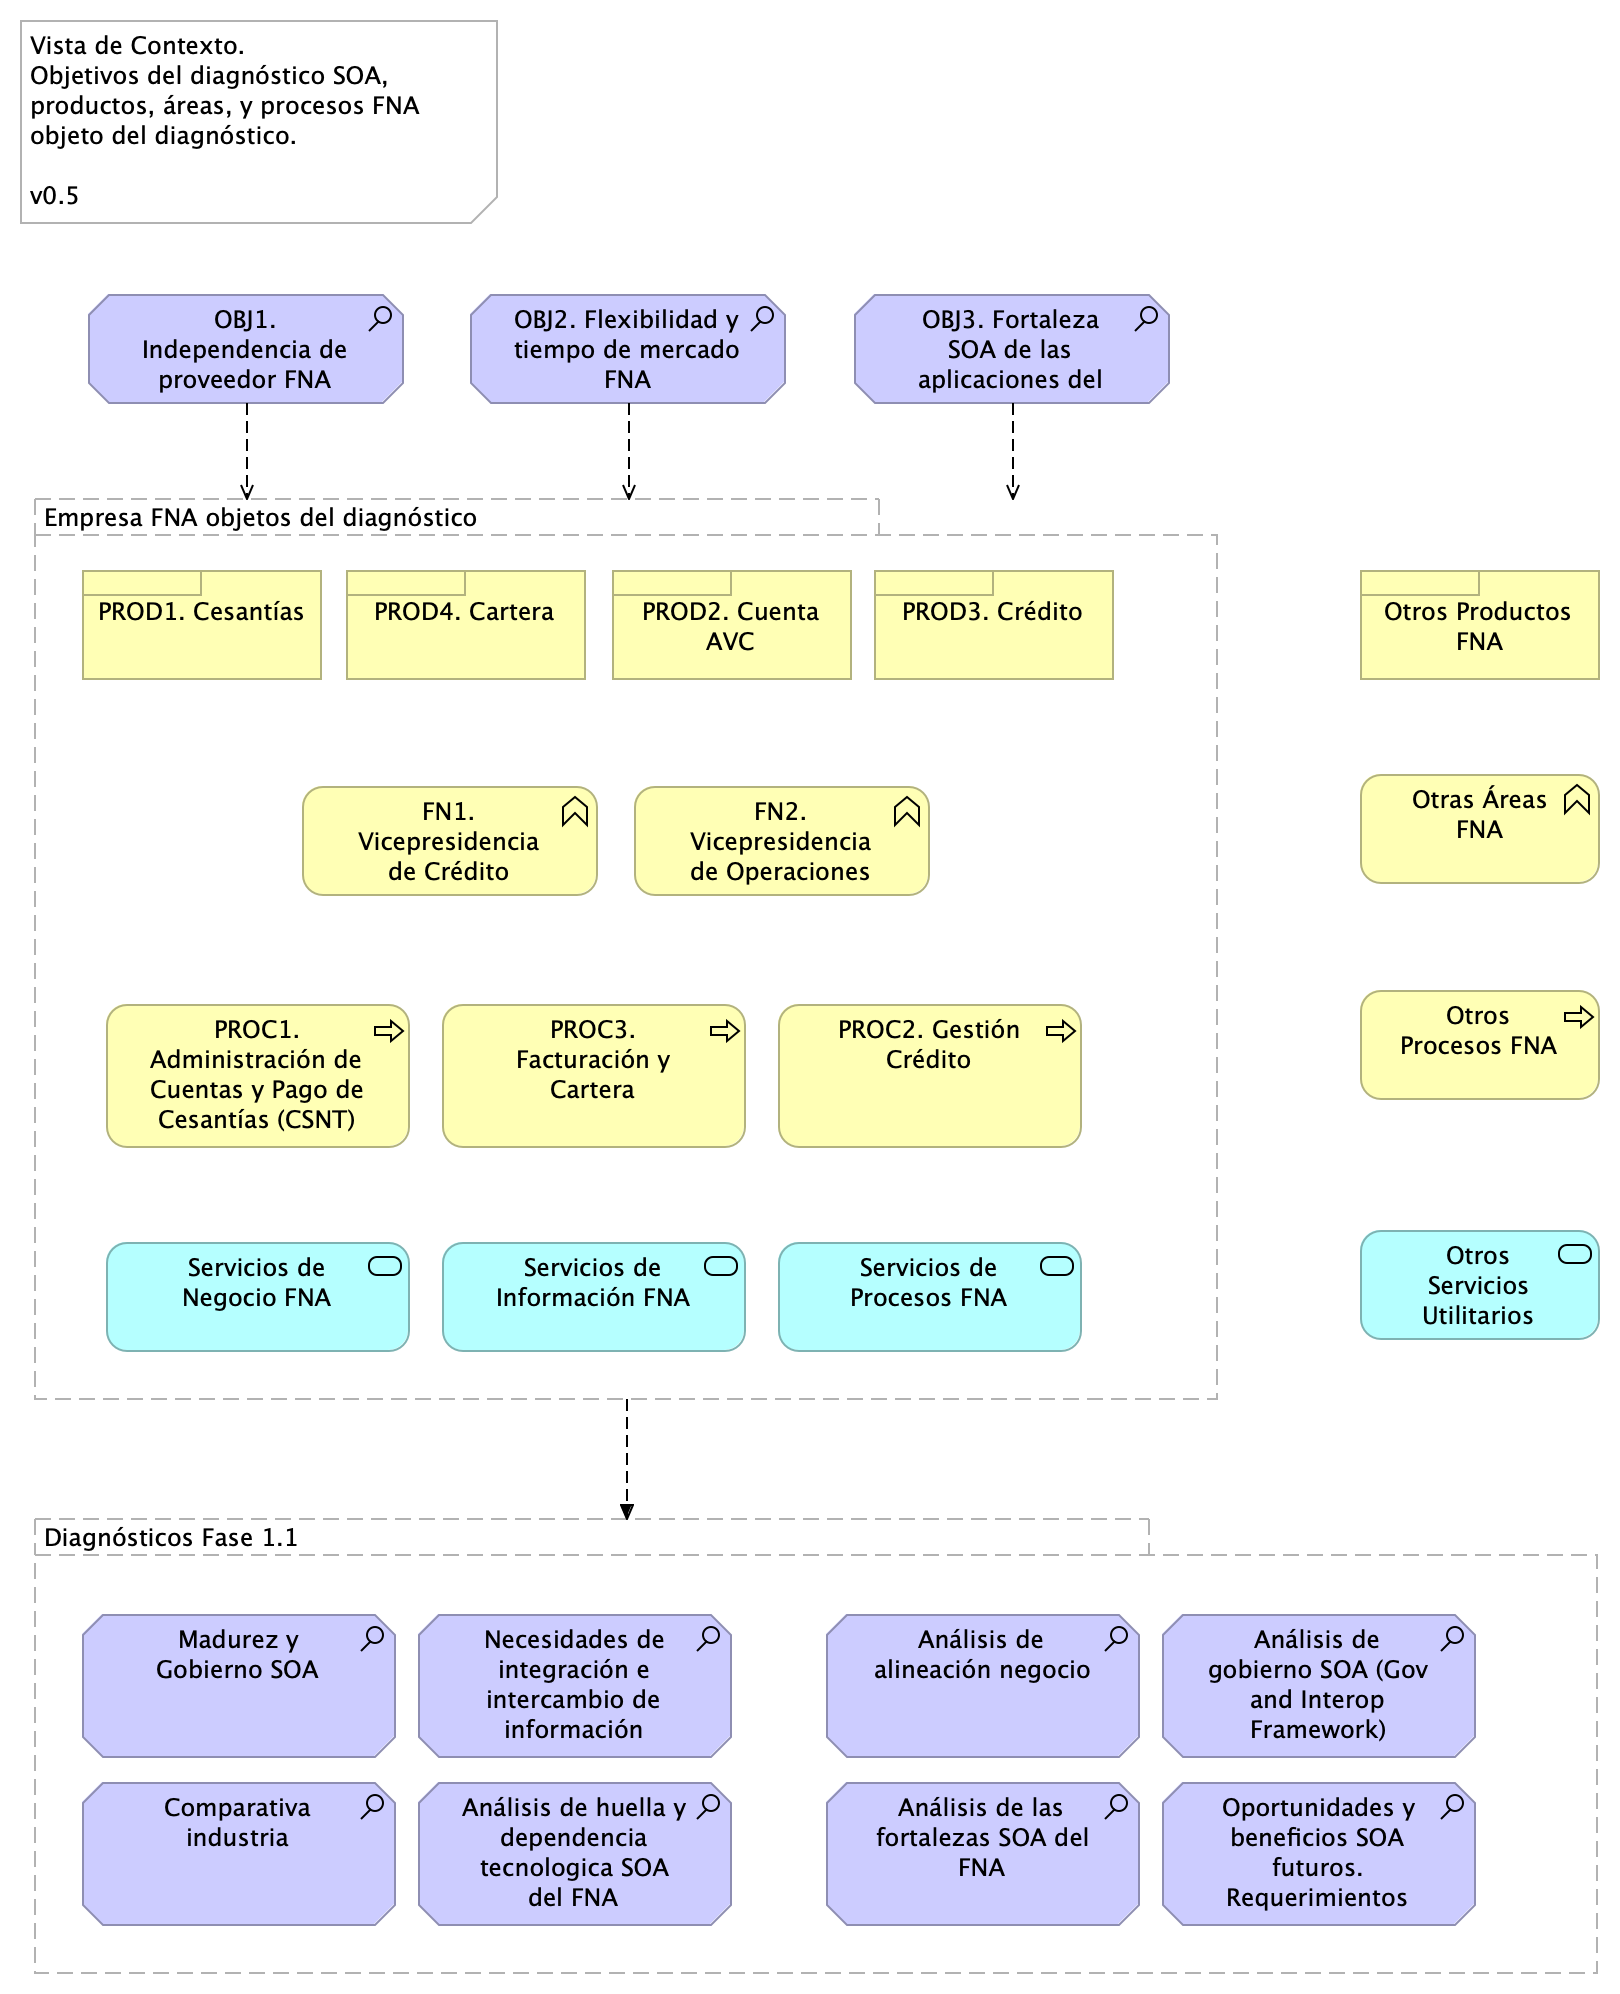 Vista de Contexto.
Objetivos del diagnóstico SOA,
productos, áreas, y procesos FNA
objeto del diagnóstico.
v0.5
OBJ1.
Independencia de
proveedor FNA
OBJ2. Flexibilidad y
tiempo de mercado
FNA
OBJ3. Fortaleza
SOA de las
aplicaciones del
Empresa FNA objetos del diagnóstico
PROD1. Cesantías
PROD4. Cartera
PROD2. Cuenta
AVC
PROD3. Crédito
Otros Productos
FNA
FN1.
Vicepresidencia
de Crédito
FN2.
Vicepresidencia
de Operaciones
Otras Áreas
FNA
PROC1.
Administración de
Cuentas y Pago de
Cesantías (CSNT)
PROC3.
Facturación y
Cartera
PROC2. Gestión
Crédito
Otros
Procesos FNA
Servicios de
Negocio FNA
Servicios de
Información FNA
Servicios de
Procesos FNA
Otros
Servicios
Utilitarios
Diagnósticos Fase 1.1
Madurez y
Gobierno SOA
Necesidades de
integración e
intercambio de
información
Análisis de
alineación negocio
Análisis de
gobierno SOA (Gov
and Interop
Framework)
Comparativa
industria
Análisis de huella y
dependencia
tecnologica SOA
del FNA
Análisis de las
fortalezas SOA del
FNA
Oportunidades y
beneficios SOA
futuros.
Requerimientos